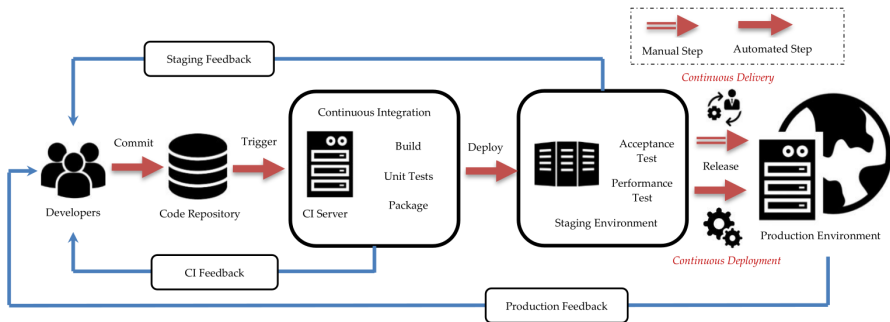 Staging Feedback
Manual Step
Automated Step
Continuous Delivery
Continuous Integration
Commit
Trigger
Build
Unit Tests
Package
CI Server
Deploy
Acceptance
Test
Performance
Test
Release
Developers
Code Repository
Staging Environment
Production Environment
Continuous Deployment
CI Feedback
Production Feedback